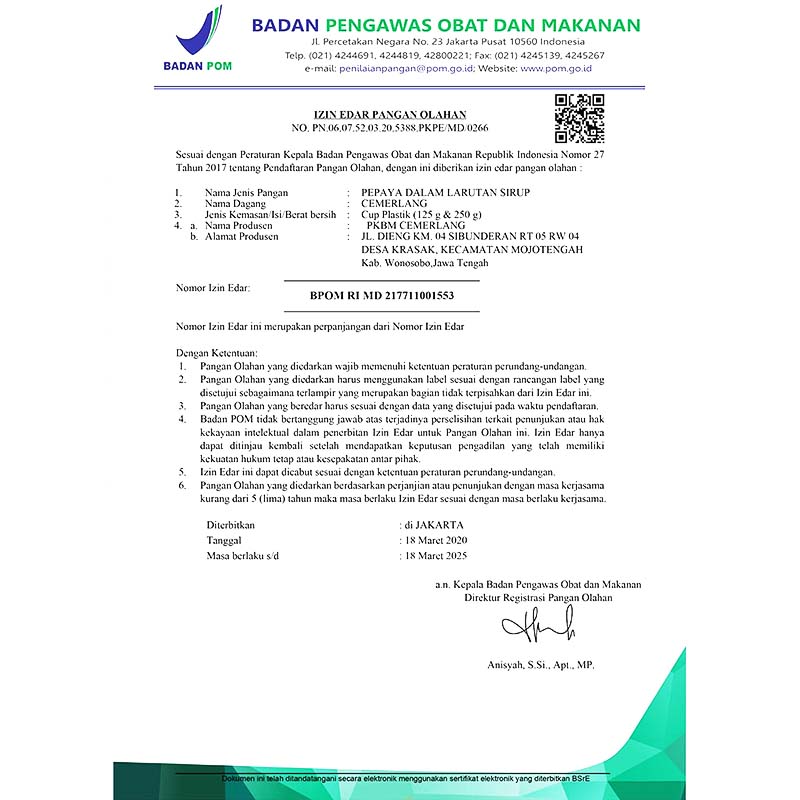 BADAN POM
BADAN PENGAWAS OBAT DAN MAKANAN
Jl. Percetakan Negara No. 23 Jakarta Pusat 10560 Indonesia
Telp. (021) 4244691, 4244819, 42800221; Fax: (021) 4245139, 4245267
e-mail: penilaianpangan@pom.go.id; Website: www.pom.go.id
IZIN EDAR PANGAN OLAHAN
NO. PN.06,07.52.03.20.5388.PKPE/MD/0266
Sesuai dengan Peraturan Kepala Badan Pengawas Obat dan Makanan Republik Indonesia Nomor 27
Tahun 2017 tentang Pendaftaran Pangan Olahan, dengan ini diberikan izin edar pangan olahan :
1. Nama Jenis Pangan : PEPAYA DALAM LARUTAN SIRUP
2. Nama Dagang : CEMERLANG
3. Jenis Kemasan/Isi/Berat bersih : Cup Plastik (125 g & 250 g)
4. a. Nama Produsen : PKBM CEMERLANG
b. Alamat Produsen : JL. DIENG KM. 04 SIBUNDERAN RT 05 RW 04
DESA KRASAK, KECAMATAN MOJOTENGAH
Kab. Wonosobo,Jawa Tengah
Nomor Izin Edar:
BPOM RI MD 217711001553
Nomor Izin Edar ini merupakan perpanjangan dari Nomor Izin Edar
Dengan Ketentuan:
1. Pangan Olahan yang diedarkan wajib memenuhi ketentuan peraturan perundang-undangan.
2. Pangan Olahan yang diedarkan harus menggunakan label sesuai dengan rancangan label yang
disetujui sebagaimana terlampir yang merupakan bagian tidak terpisahkan dari Izin Edar ini.
3. Pangan Olahan yang beredar harus sesuai dengan data yang disetujui pada waktu pendaftaran.
4. Badan POM tidak bertanggung jawab atas terjadinya perselisihan terkait penunjukan atau hak
kekayaan intelektual dalam penerbitan Izin Edar untuk Pangan Olahan ini. Izin Edar hanya
dapat ditinjau kembali setelah mendapatkan keputusan pengadilan yang telah memiliki
kekuatan hukum tetap atau kesepakatan antar pihak.
5. Izin Edar ini dapat dicabut sesuai dengan ketentuan peraturan perundang-undangan.
6. Pangan Olahan yang diedarkan berdasarkan perjanjian atau penunjukan dengan masa kerjasama
kurang dari 5 (lima) tahun maka masa berlaku Izin Edar sesuai dengan masa berlaku kerjasama.
Diterbitkan : di JAKARTA
Tanggal : 18 Maret 2020
Masa berlaku s/d : 18 Maret 2025
a.n. Kepala Badan Pengawas Obat dan Makanan
Direktur Registrasi Pangan Olahan
Anisyah, S.Si., Apt., MP.
Dokumen ini telah ditandatangani secara elektronik menggunakan sertifikat elektronik yang diterbitkan BSrE